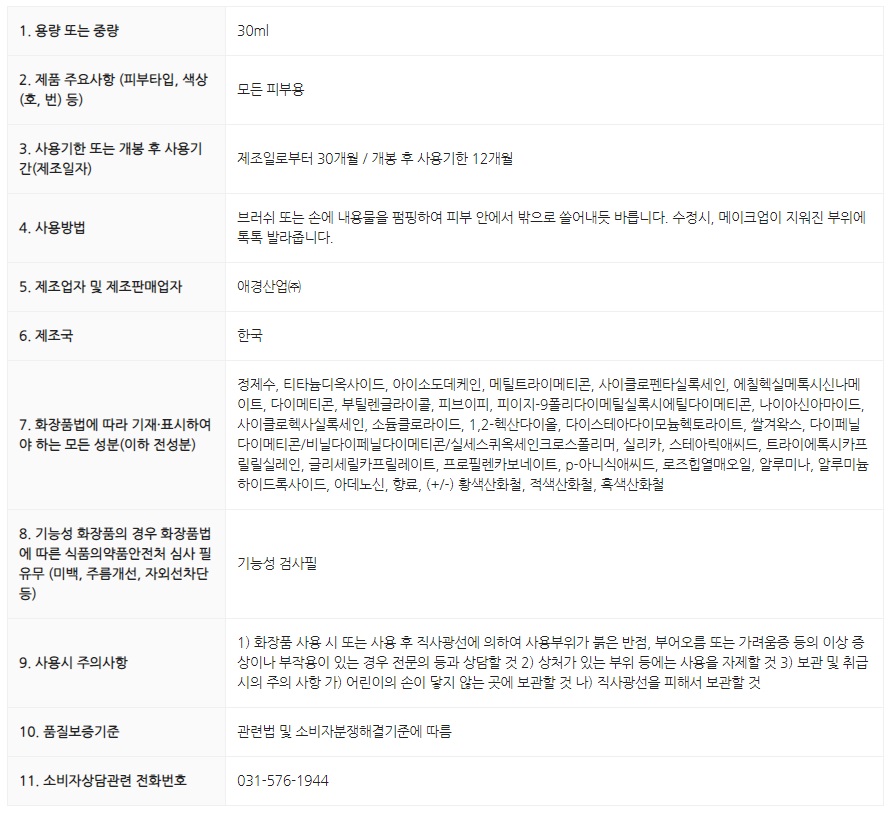 1. 용량 또는 중량
30ml
2. 제품 주요사항 (피부타입, 색상
(호, 번) 등)
모든 피부용
3. 사용기한 또는 개봉 후 사용기
간(제조일자)
제조일로부터 30개월 / 개봉 후 사용기한 12개월
4. 사용방법
브러쉬 또는 손에 내용물을 펌핑하여 피부 안에서 밖으로 쓸어내듯 바릅니다. 수정시, 메이크업이 지워진 부위에
톡톡 발라줍니다.
5. 제조업자 및 제조판매업자
애경산업㈜
6. 제조국
한국
7. 화장품법에 따라 기재·표시하여
야 하는 모든 성분(이하 전성분)
정제수, 티타늄디옥사이드, 아이소도데케인, 메틸트라이메티콘, 사이클로펜타실록세인, 에칠헥실메톡시신나메
이트, 다이메티콘, 부틸렌글라이콜, 피브이피, 피이지-9폴리다이메틸실록시에틸다이메티콘, 나이아신아마이드,
사이클로헥사실록세인, 소듐클로라이드, 1,2-헥산다이올, 다이스테아다이모늄헥토라이트, 쌀겨왁스, 다이페닐
다이메티콘/비닐다이페닐다이메티콘/실세스퀴옥세인크로스폴리머, 실리카, 스테아릭애씨드, 트라이에톡시카프
릴릴실레인, 글리세릴카프릴레이트, 프로필렌카보네이트, p-아니식애씨드, 로즈힙열매오일, 알루미나, 알루미늄
하이드록사이드, 아데노신, 향료, (+/-) 황색산화철, 적색산화철, 흑색산화철
8. 기능성 화장품의 경우 화장품법
에 따른 식품의약품안전처 심사 필
유무 (미백, 주름개선, 자외선차단
등)
기능성 검사필
9. 사용시 주의사항
1) 화장품 사용 시 또는 사용 후 직사광선에 의하여 사용부위가 붉은 반점, 부어오름 또는 가려움증 등의 이상 증
상이나 부작용이 있는 경우 전문의 등과 상담할 것 2) 상처가 있는 부위 등에는 사용을 자제할 것 3) 보관 및 취급
시의 주의 사항 가) 어린이의 손이 닿지 않는 곳에 보관할 것 나) 직사광선을 피해서 보관할 것
10. 품질보증기준
관련법 및 소비자분쟁해결기준에 따름
11. 소비자상담관련 전화번호
031-576-1944